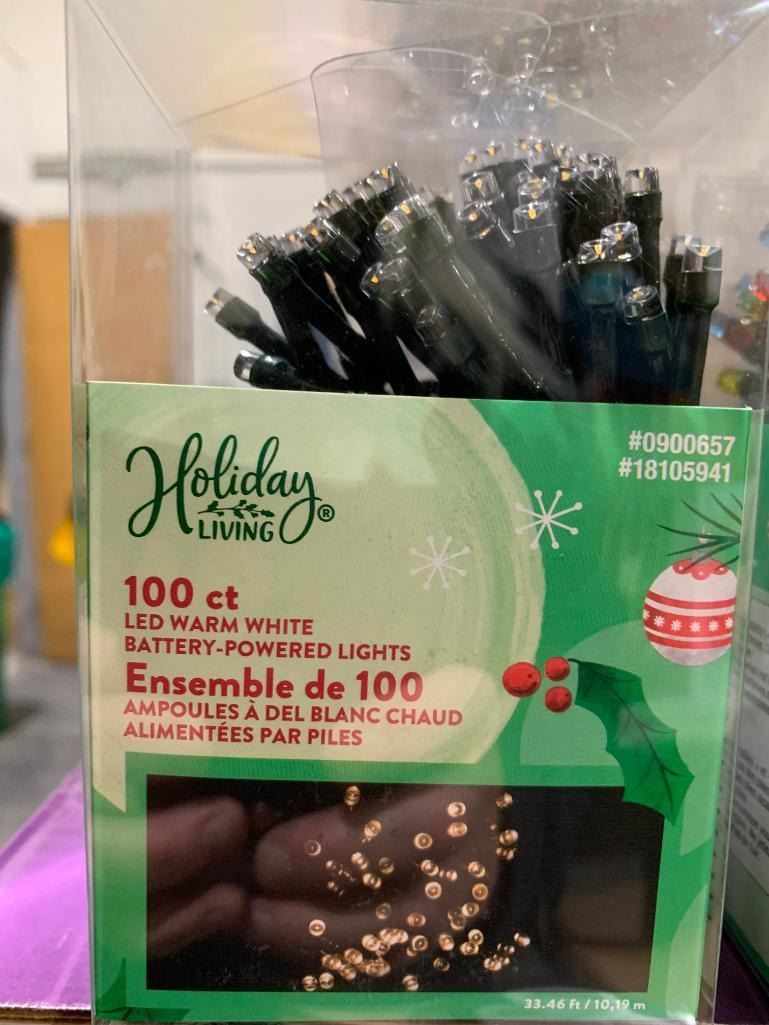 #0900657
#18105941
Holiday
LIVING®
100 ct
LED WARM WHITE
BATTERY-POWERED LIGHTS
Ensemble de 100
AMPOULES À DEL BLANC CHAUD
ALIMENTÉES PAR PILES
33.46 ft / 10,19 m